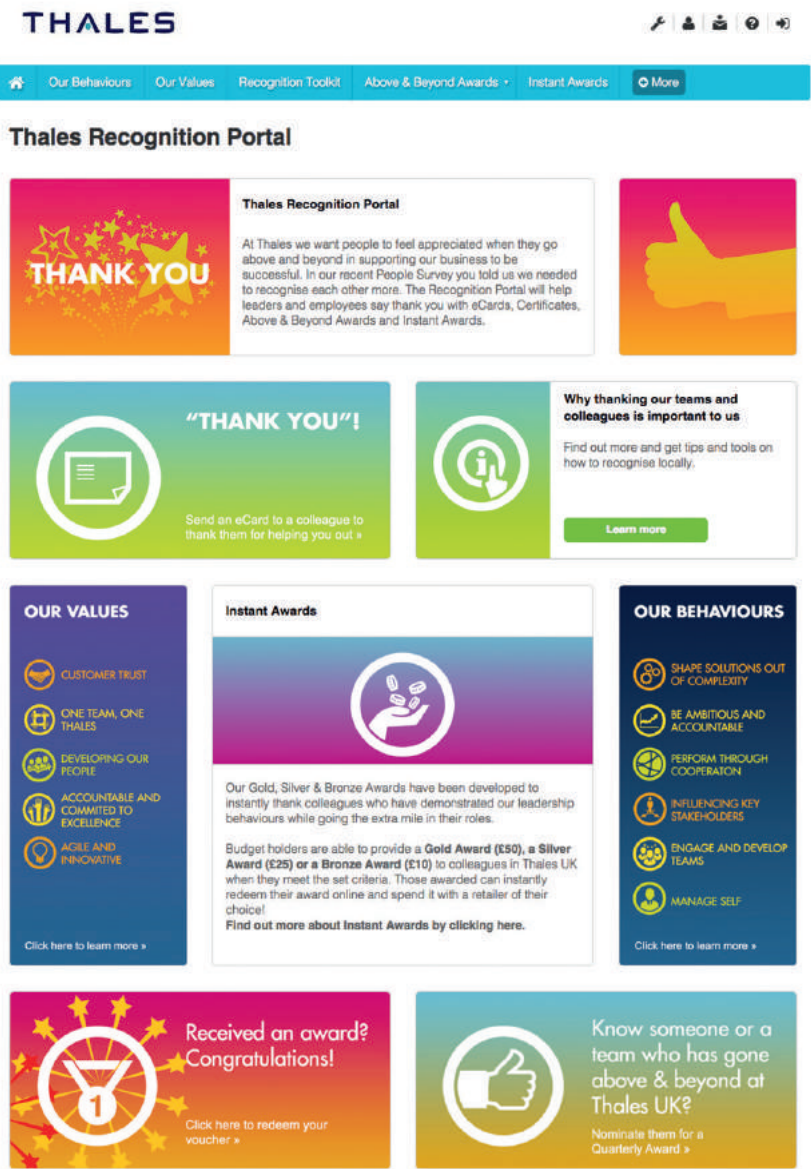 THALES
Our Behaviours
Our Values
Recognition Toolkit
Above & Beyond Awards
Instant Awards
More
Thales Recognition Portal
THANK YOU
Thales Recognition Portal
At Thales we want people to feel appreciated when they go
above and beyond in supporting our business to be
successful. In our recent People Survey you told us we needed
to recognise each other more. The Recognition Portal will help
leaders and employees say thank you with eCards, Certificates,
Above & Beyond Awards and Instant Awards.
“THANK YOU”!
Send an eCard to a colleague to
thank them for helping you out »
Why thanking our teams and
colleagues is important to us
Find out more and get tips and tools on
how to recognise locally.
Learn more
OUR VALUES
CUSTOMER TRUST
ONE TEAM, ONE
THALES
DEVELOPING OUR
PEOPLE
ACCOUNTABLE AND
COMMITED TO
EXCELLENCE
AGILE AND
INNOVATIVE
Click here to learn more »
Instant Awards
Our Gold, Silver & Bronze Awards have been developed to
instantly thank colleagues who have demonstrated our leadership
behaviours while going the extra mile in their roles.
Budget holders are able to provide a Gold Award (£50), a Silver
Award (£25) or a Bronze Award (£10) to colleagues in Thales UK
when they meet the set criteria. Those awarded can instantly
redeem their award online and spend it with a retailer of their
choice!
Find out more about Instant Awards by clicking here.
OUR BEHAVIOURS
SHAPE SOLUTIONS OUT
OF COMPLEXITY
BE AMBITIOUS AND
ACCOUNTABLE
PERFORM THROUGH
COOPERATON
INFLUENCING KEY
STAKEHOLDERS
ENGAGE AND DEVELOP
TEAMS
MANAGE SELF
Click here to learn more »
1
Received an award?
Congratulations!
Click here to redeem your
voucher »
Know someone or a
team who has gone
above & beyond at
Thales UK?
Nominate them for a
Quarterly Award »